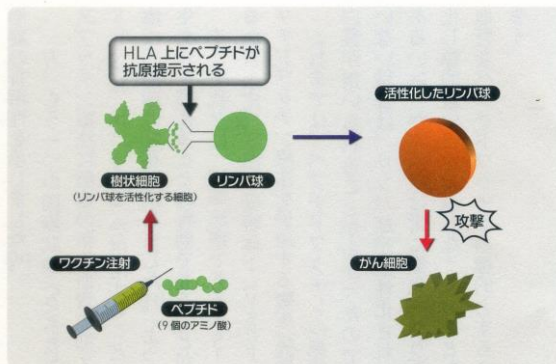 HLA 上にペプチドが
抗原提示される
活性化したリンパ球
樹状細胞
(リンパ球を活性化する細胞)
リンパ球
攻撃
ワクチン注射
がん細胞
ペプチド
(9 個のアミノ酸)